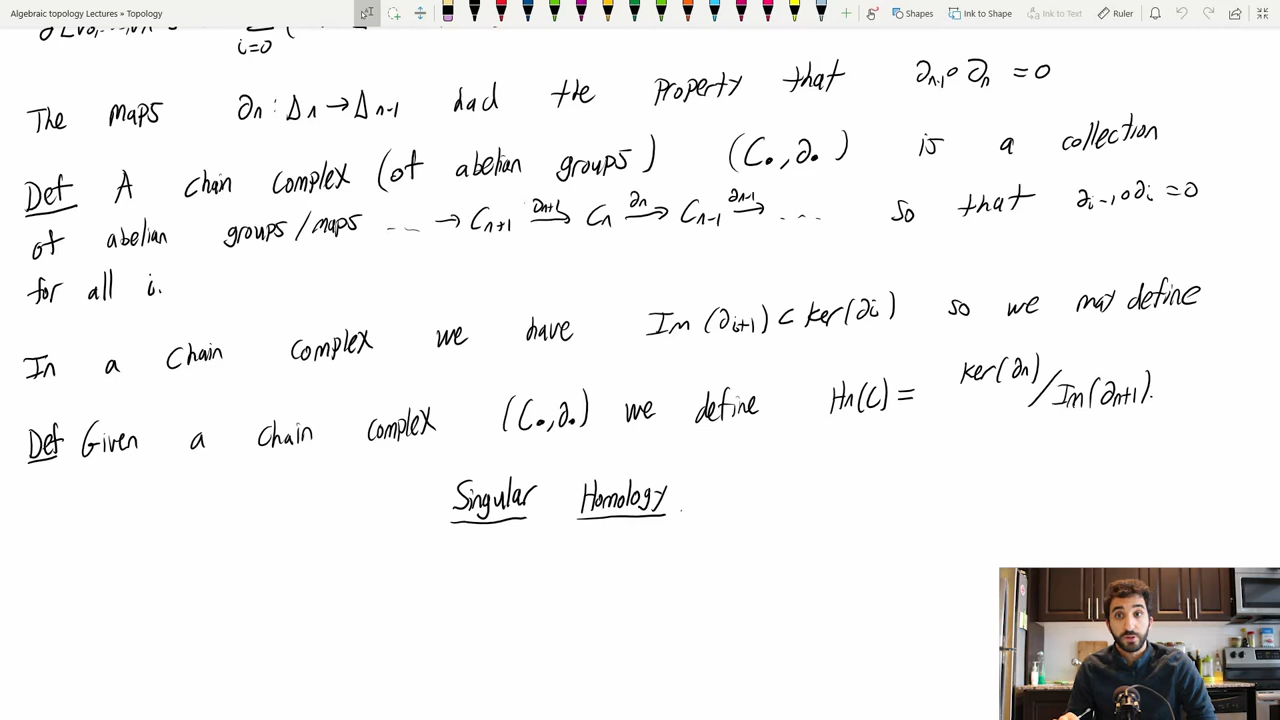 Algebraic topology Lectures » Topology
Shapes Ink to Shape Ink to Text Ruler
i=0
The maps ∂n : Δn → Δn-1 had the Property that ∂n-1 ∘ ∂n = 0
Def A chain complex (of abelian groups) (C•, ∂•) is a collection
of abelian groups/maps ... → Cn+1 ∂n+1→ Cn ∂n→ Cn-1 ∂n-1→ ... so that ∂i-1 ∘ ∂i = 0
for all i.
In a chain complex we have Im(∂i+1) ⊂ ker(∂i) so we may define
Def Given a chain complex (C•, ∂•) we define Hn(C) = ker(∂n)/Im(∂n+1).
Singular Homology